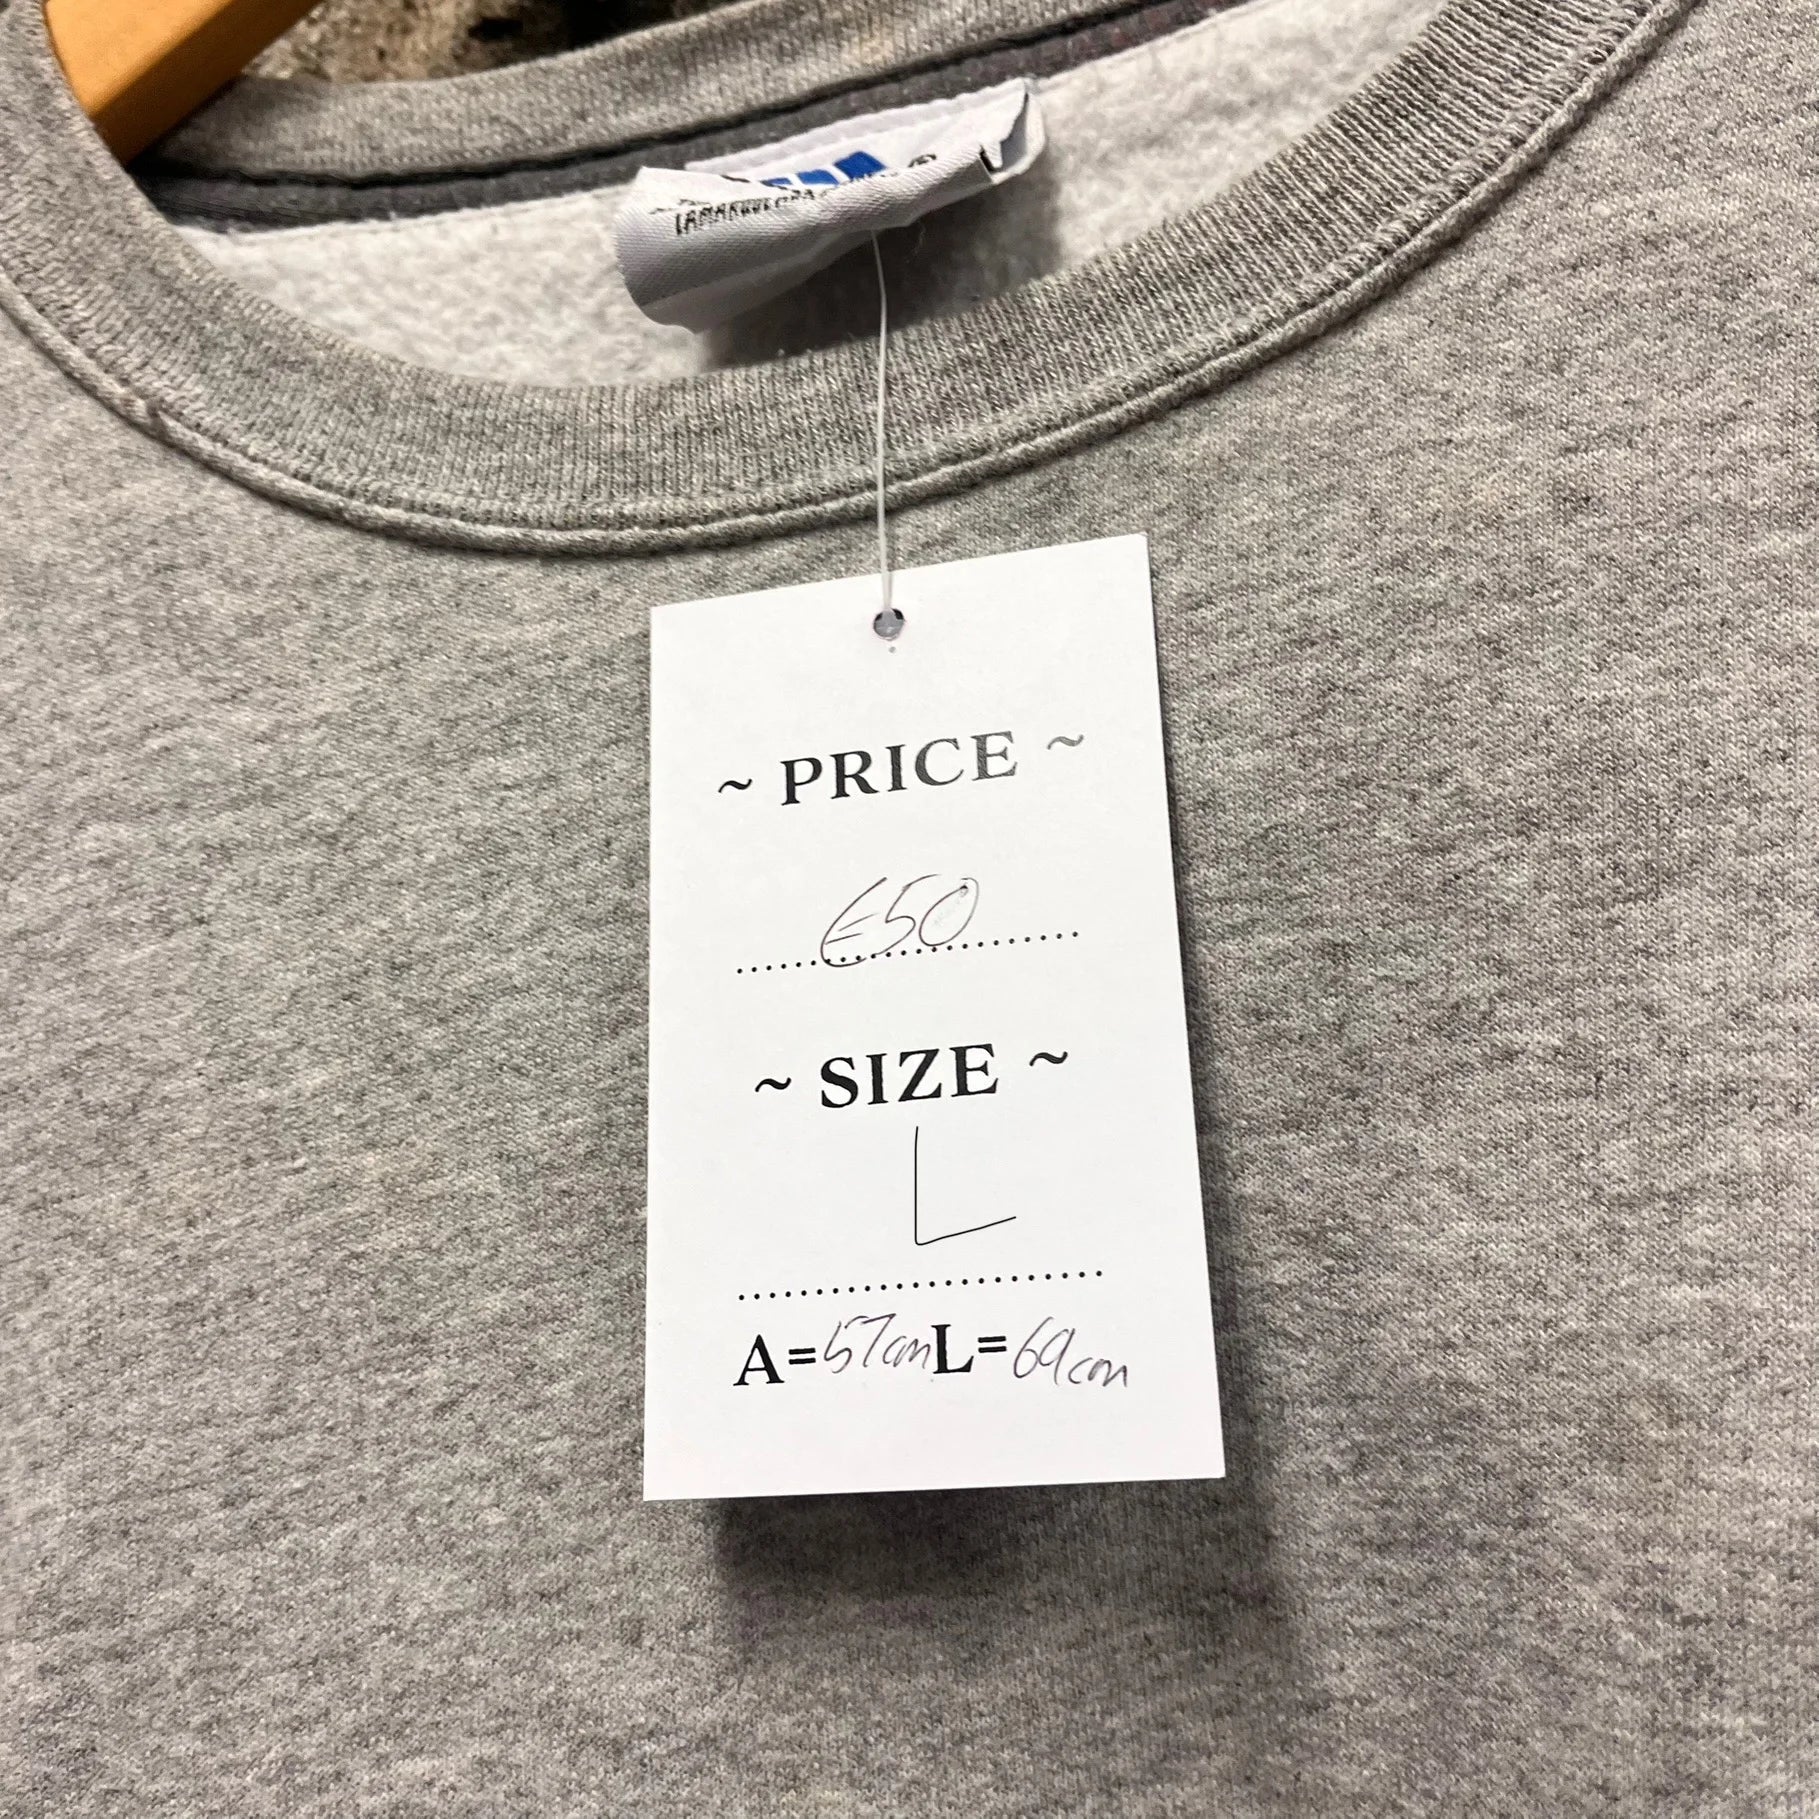 ~ PRICE ~
£50
~ SIZE ~
L
A=57cm L=69cm